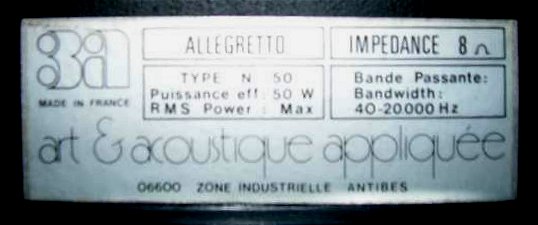 3a
MADE IN FRANCE
ALLEGRETTO
IMPEDANCE 8 Ω
TYPE N 50
Puissance eff: 50 W
RMS Power: Max
Bande Passante:
Bandwidth:
40-20000 Hz
art & acoustique appliquée
06600 ZONE INDUSTRIELLE ANTIBES